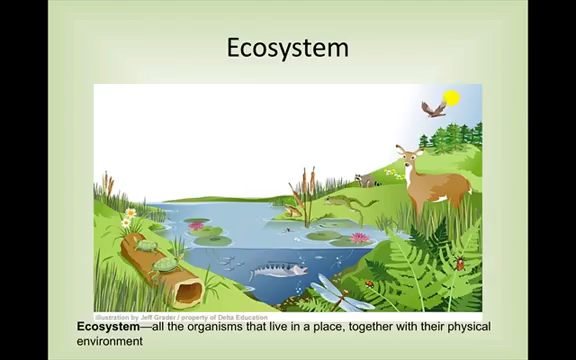 Ecosystem
illustration by Jeff Grader / property of Delta Education
Ecosystem—all the organisms that live in a place, together with their physical
environment